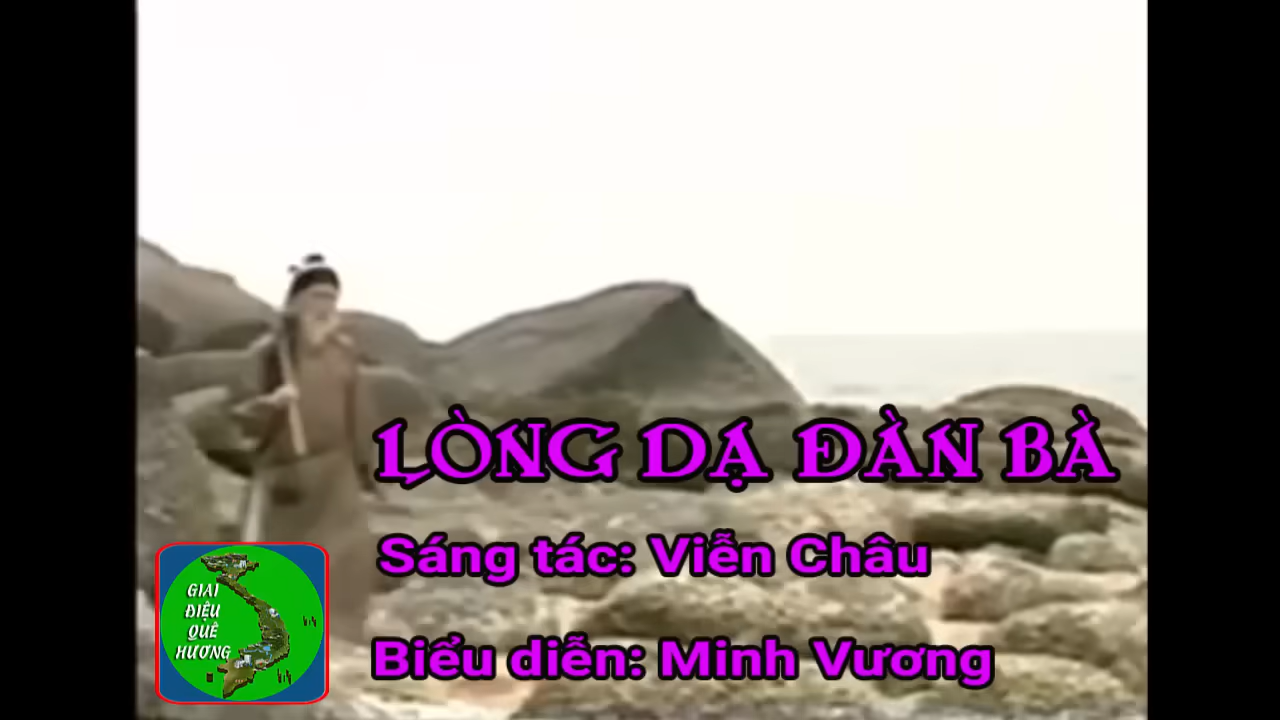 LÒNG DẠ ĐÀN BÀ
Sáng tác: Viễn Châu
Biểu diễn: Minh Vương
GIAI
ĐIỆU
QUÊ
HƯƠNG